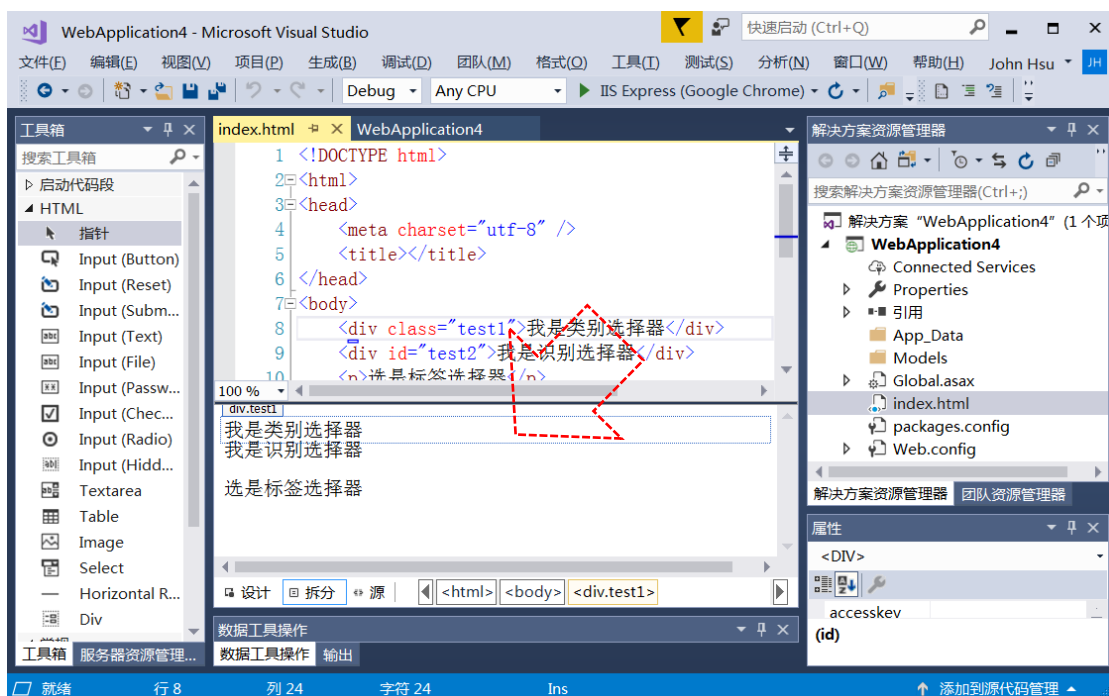 WebApplication4 - Microsoft Visual Studio
快速启动 (Ctrl+Q)
文件(F) 编辑(E) 视图(V) 项目(P) 生成(B) 调试(D) 团队(M) 格式(O) 工具(T) 测试(S) 分析(N) 窗口(W) 帮助(H) John Hsu JH
Debug Any CPU IIS Express (Google Chrome)
工具箱
搜索工具箱
启动代码段
HTML
指针
Input (Button)
Input (Reset)
Input (Subm...
Input (Text)
Input (File)
Input (Passw...
Input (Chec...
Input (Radio)
Input (Hidd...
Textarea
Table
Image
Select
Horizontal R...
Div
工具箱 服务器资源管理...
index.html WebApplication4
1 <!DOCTYPE html>
2 <html>
3 <head>
4 <meta charset="utf-8" />
5 <title></title>
6 </head>
7 <body>
8 <div class="test1">我是类别选择器</div>
9 <div id="test2">我是识别选择器</div>
10 <p>选是标签选择器</p>
100 %
div.test1
我是类别选择器
我是识别选择器
选是标签选择器
设计 拆分 源 <html> <body> <div.test1>
数据工具操作
数据工具操作 输出
解决方案资源管理器
搜索解决方案资源管理器(Ctrl+;)
解决方案 "WebApplication4" (1 个项
WebApplication4
Connected Services
Properties
引用
App_Data
Models
Global.asax
index.html
packages.config
Web.config
解决方案资源管理器 团队资源管理器
属性
<DIV>
accesskey
(id)
就绪 行 8 列 24 字符 24 Ins 添加到源代码管理